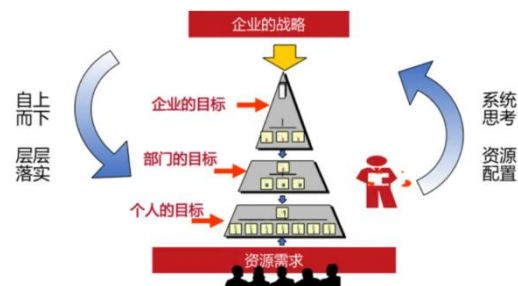 企业的战略
自上
而下
层层
落实
企业的目标
部门的目标
个人的目标
系统
思考
资源
配置
资源需求